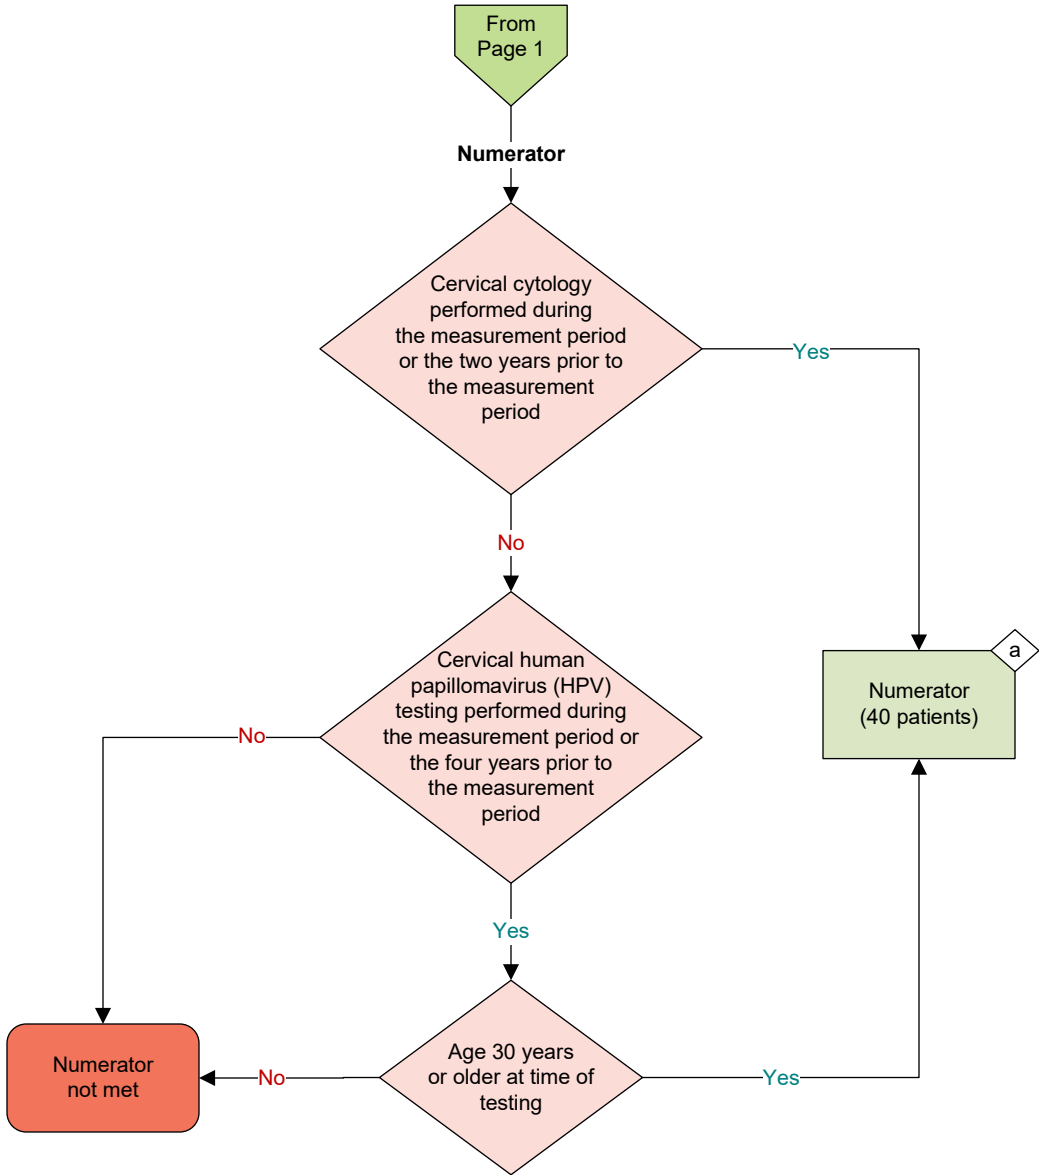 From
Page 1
Numerator
Cervical cytology
performed during
the measurement period
or the two years prior to
the measurement
period
Yes
No
Cervical human
papillomavirus (HPV)
testing performed during
the measurement period or
the four years prior to
the measurement
period
No
a
Numerator
(40 patients)
Yes
Age 30 years
or older at time of
testing
No
Yes
Numerator
not met